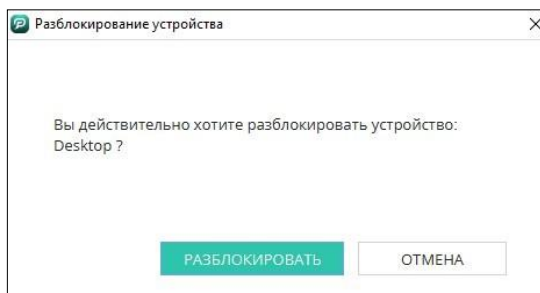 Разблокирование устройства
Вы действительно хотите разблокировать устройство:
Desktop ?
РАЗБЛОКИРОВАТЬ
ОТМЕНА